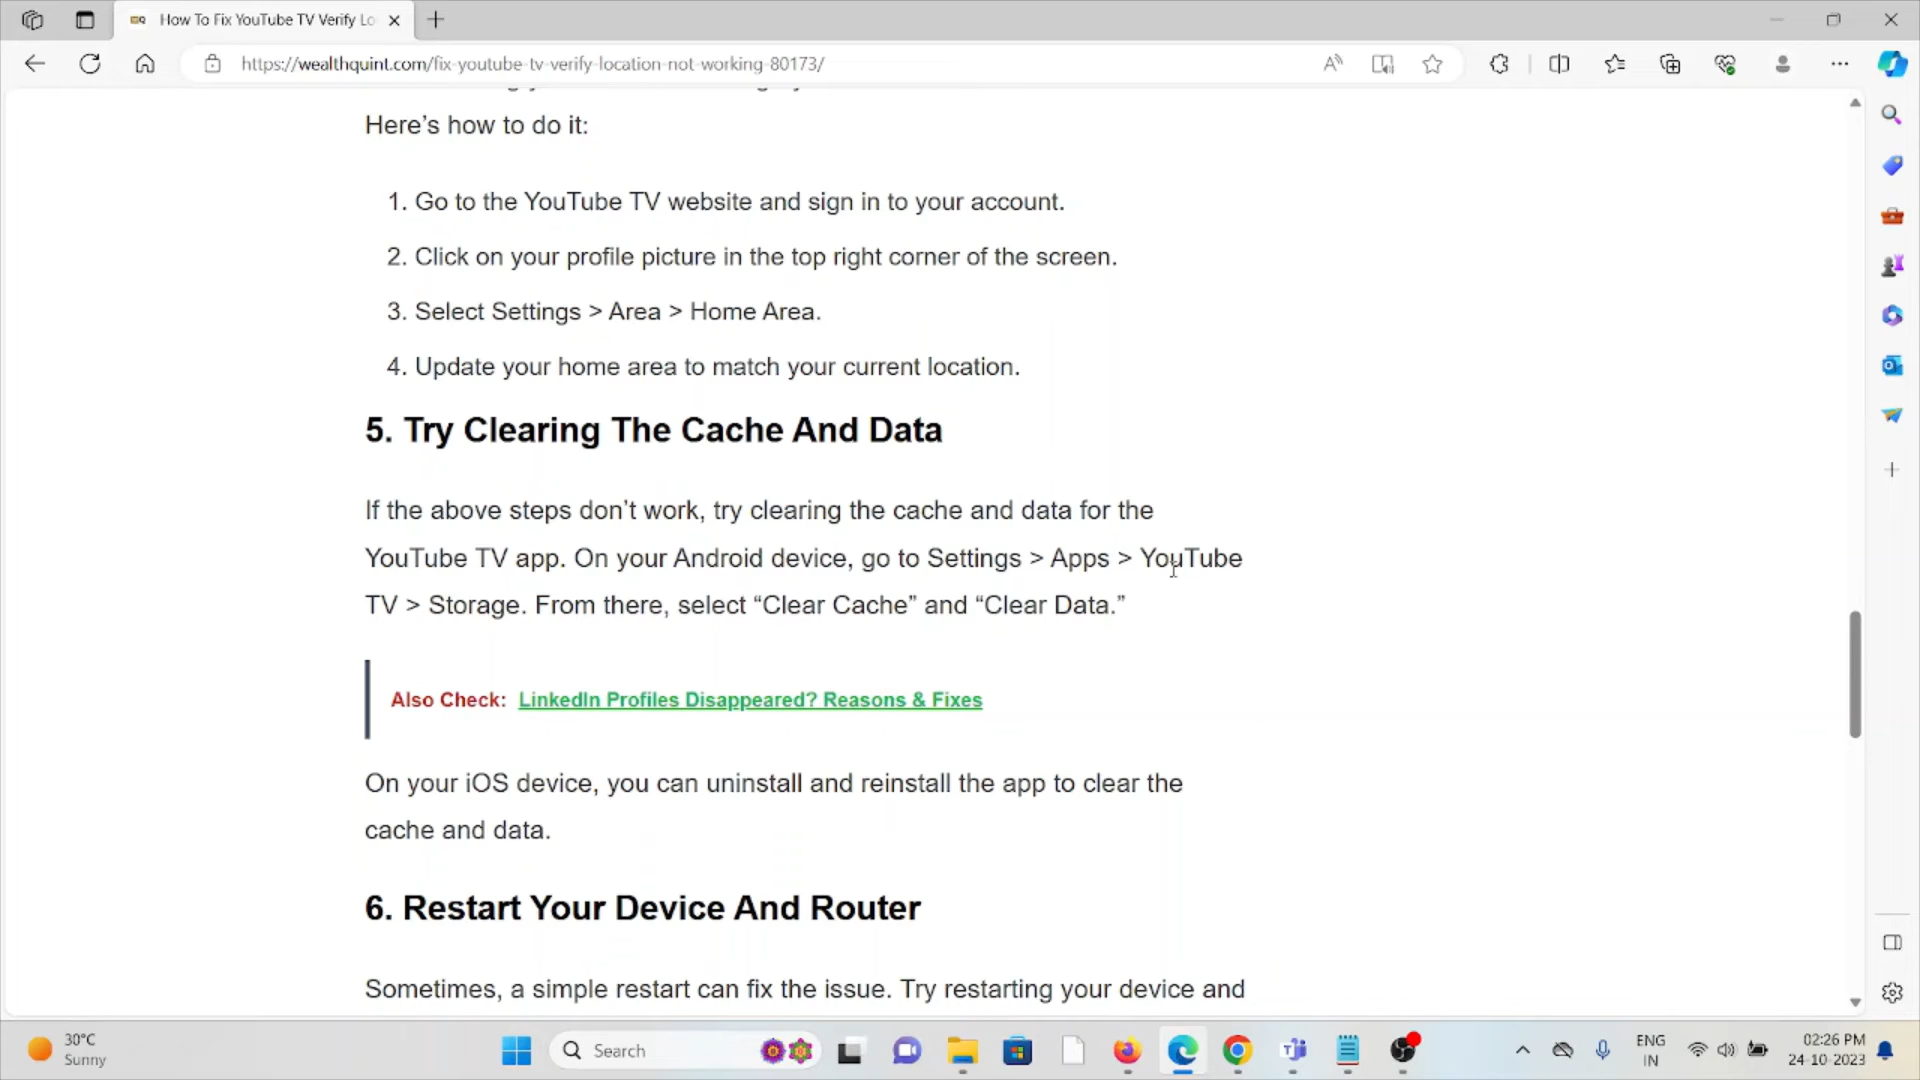 How To Fix YouTube TV Verify Lo
https://wealthquint.com/fix-youtube-tv-verify-location-not-working-80173/
Here’s how to do it:
1. Go to the YouTube TV website and sign in to your account.
2. Click on your profile picture in the top right corner of the screen.
3. Select Settings > Area > Home Area.
4. Update your home area to match your current location.
5. Try Clearing The Cache And Data
If the above steps don’t work, try clearing the cache and data for the
YouTube TV app. On your Android device, go to Settings > Apps > YouTube
TV > Storage. From there, select “Clear Cache” and “Clear Data.”
Also Check: LinkedIn Profiles Disappeared? Reasons & Fixes
On your iOS device, you can uninstall and reinstall the app to clear the
cache and data.
6. Restart Your Device And Router
Sometimes, a simple restart can fix the issue. Try restarting your device and
30°C
Sunny
Search
ENG
IN
02:26 PM
24-10-2023